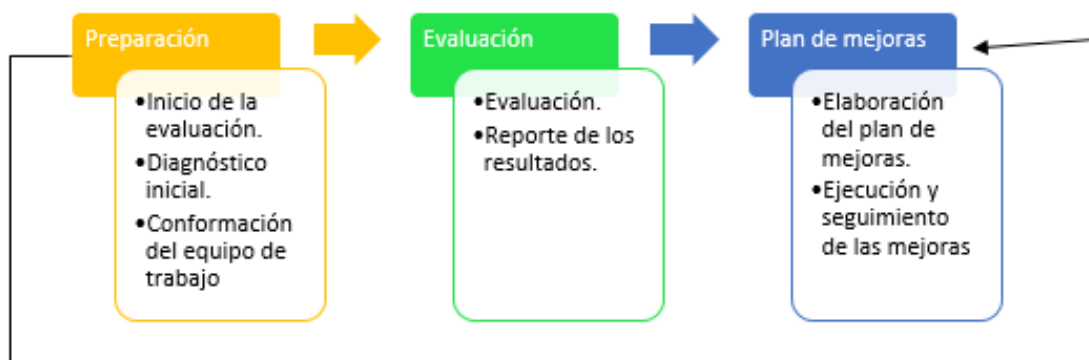 Preparación
•Inicio de la
evaluación.
•Diagnóstico
inicial.
•Conformación
del equipo de
trabajo
Evaluación
•Evaluación.
•Reporte de los
resultados.
Plan de mejoras
•Elaboración
del plan de
mejoras.
•Ejecución y
seguimiento
de las mejoras